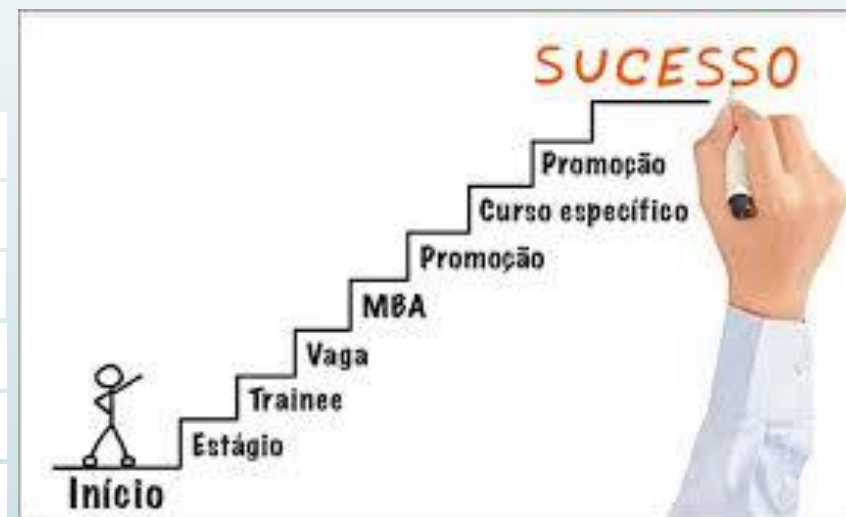 SUCESSO
Promoção
Curso específico
Promoção
MBA
Vaga
Trainee
Estágio
Início